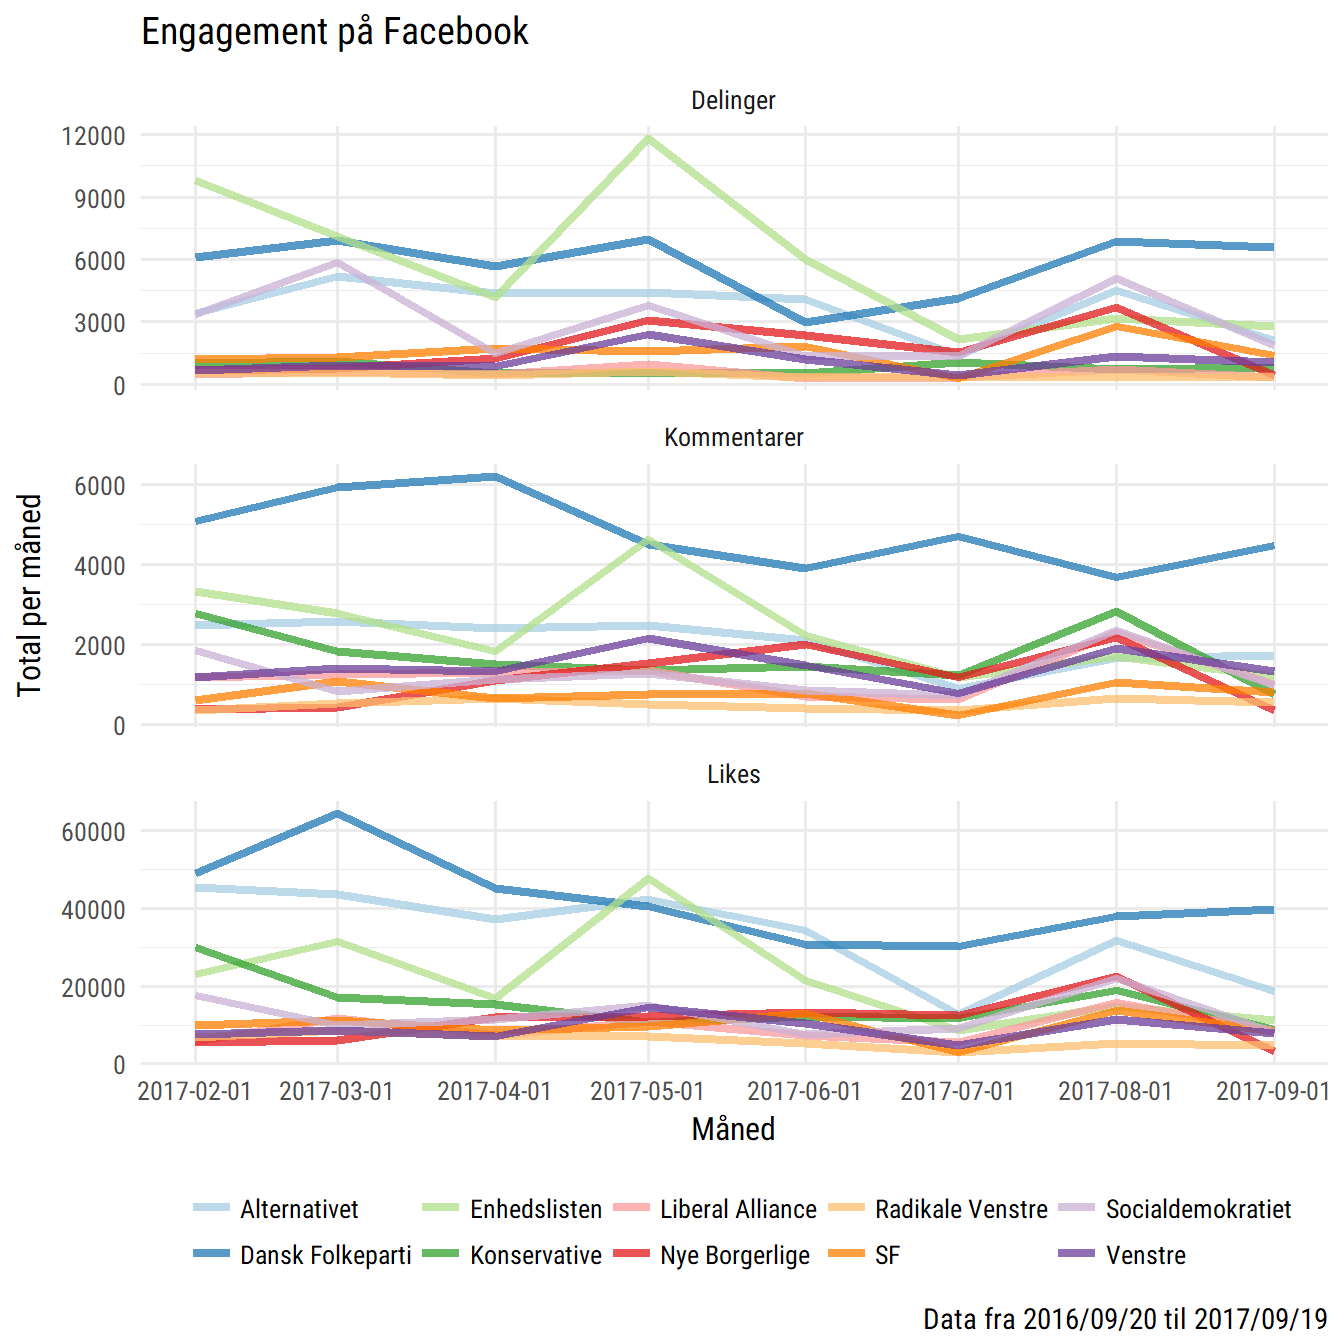 Engagement på Facebook
Delinger
12000
9000
6000
3000
0
Kommentarer
6000
4000
2000
0
Likes
60000
40000
20000
0
Total per måned
2017-02-01 2017-03-01 2017-04-01 2017-05-01 2017-06-01 2017-07-01 2017-08-01 2017-09-01
Måned
Alternativet Enhedslisten Liberal Alliance Radikale Venstre Socialdemokratiet
Dansk Folkeparti Konservative Nye Borgerlige SF Venstre
Data fra 2016/09/20 til 2017/09/19